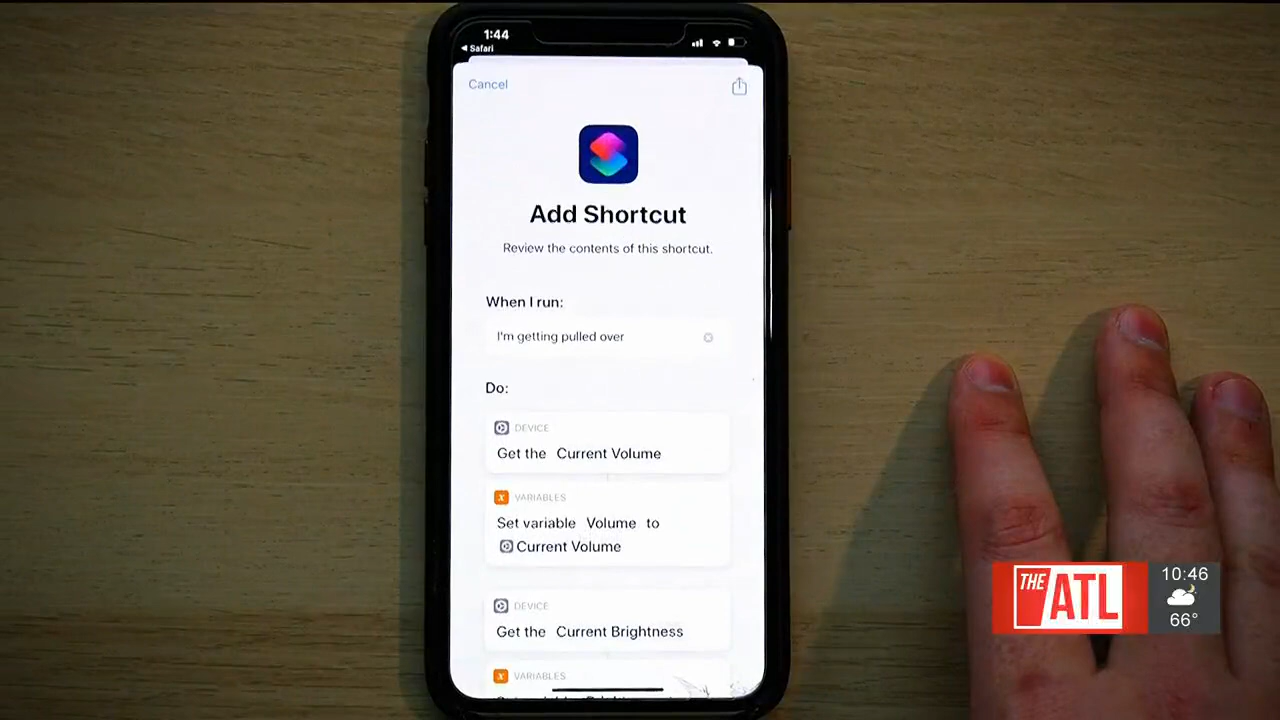 1:44
◀ Safari
Cancel
Add Shortcut
Review the contents of this shortcut.
When I run:
I'm getting pulled over
Do:
DEVICE
Get the Current Volume
x VARIABLES
Set variable Volume to
Current Volume
DEVICE
Get the Current Brightness
x VARIABLES
THE
ATL
10:46
66°